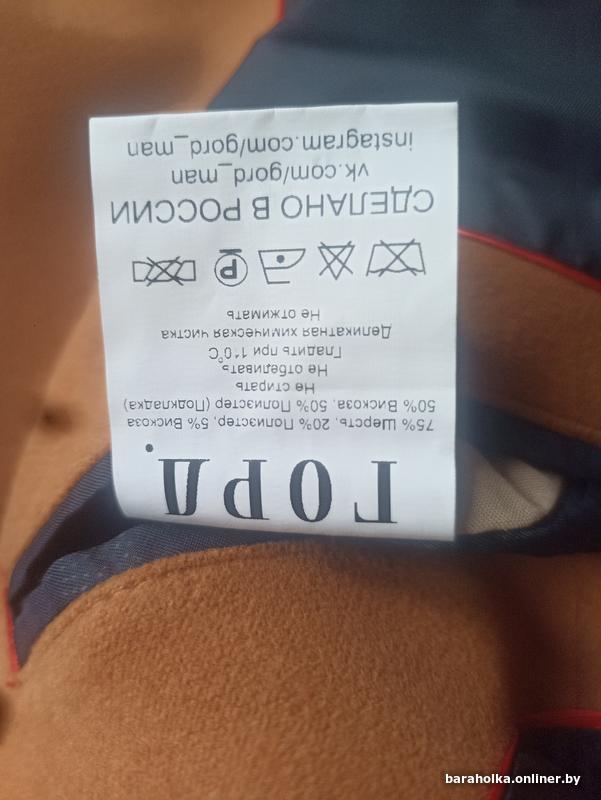 ГОРД.
75% Шерсть, 20% Полиэстер, 5% Вискоза
50% Вискоза, 50% Полиэстер (Подкладка)
Не стирать
Не отбеливать
Гладить при 110°С
Деликатная химическая чистка
Не отжимать
P
СДЕЛАНО В РОССИИ
vk.com/gord_man
instagram.com/gord_man
baraholka.onliner.by